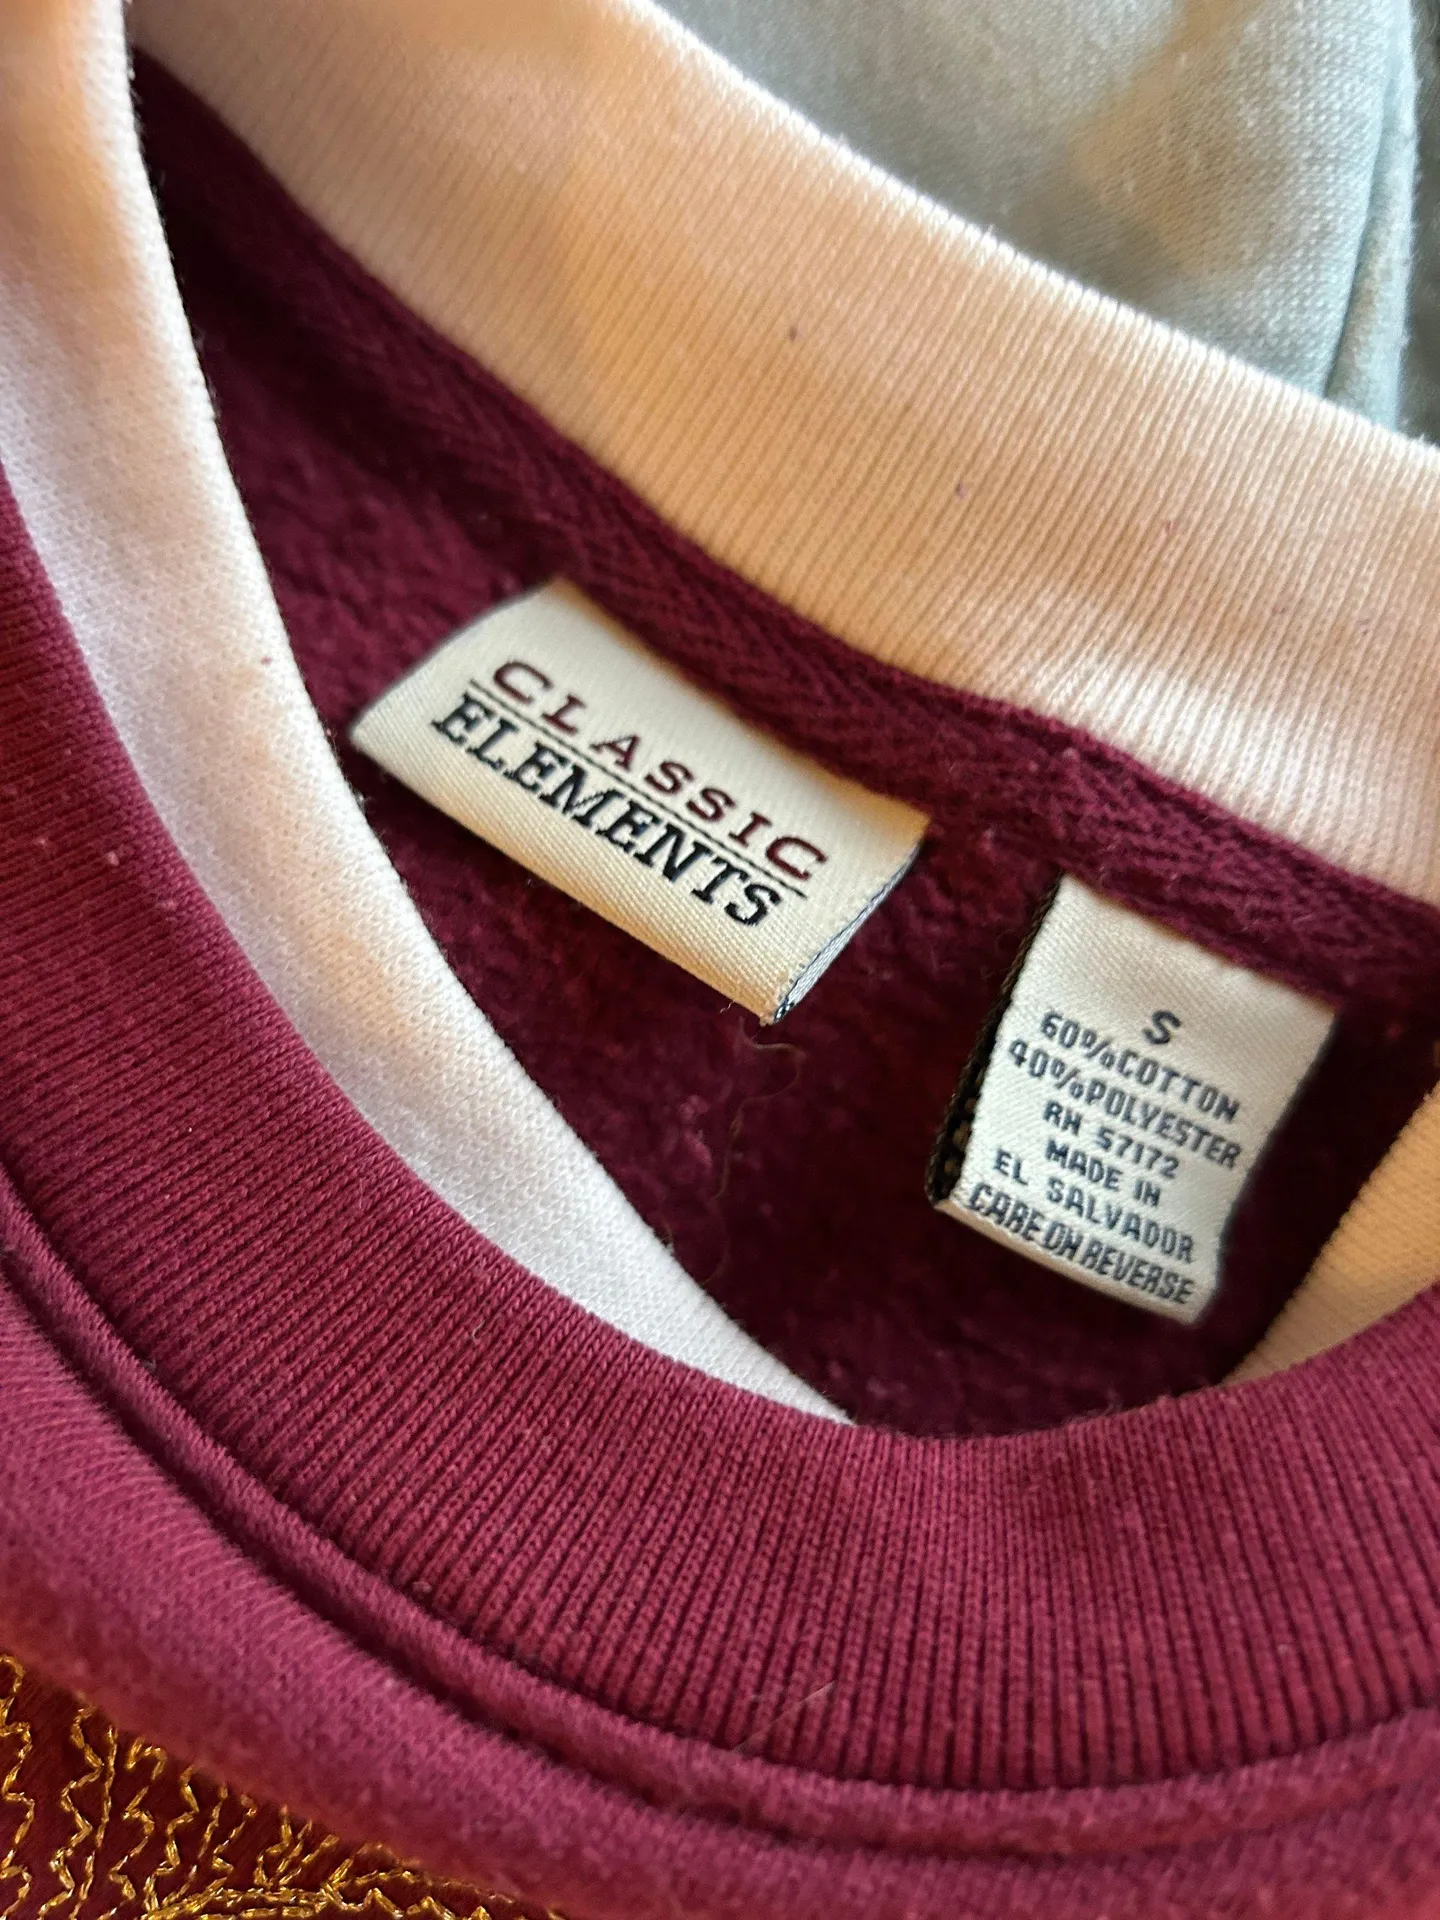 CLASSIC
ELEMENTS
S
60%COTTON
40%POLYESTER
RN 57172
MADE IN
EL SALVADOR
CARE ON REVERSE